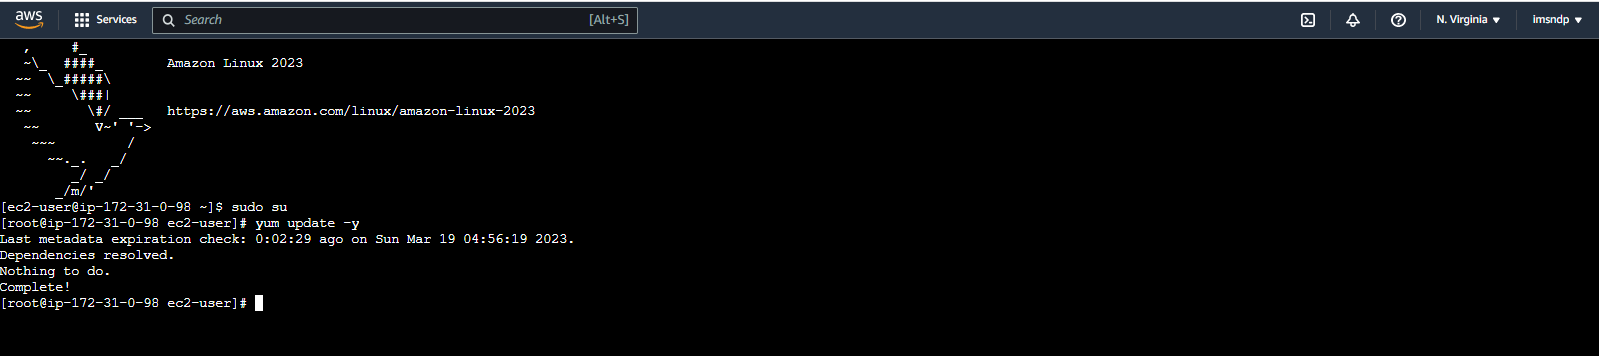 aws Services Search [Alt+S] N. Virginia imsndp
   ,     #_
   ~\_  ####_        Amazon Linux 2023
  ~~  \_#####\
  ~~     \###|
  ~~       \#/ ___   https://aws.amazon.com/linux/amazon-linux-2023
   ~~       V~' '->
    ~~~         /
      ~~._.   _/
         _/ _/
       _/m/'
[ec2-user@ip-172-31-0-98 ~]$ sudo su
[root@ip-172-31-0-98 ec2-user]# yum update -y
Last metadata expiration check: 0:02:29 ago on Sun Mar 19 04:56:19 2023.
Dependencies resolved.
Nothing to do.
Complete!
[root@ip-172-31-0-98 ec2-user]#